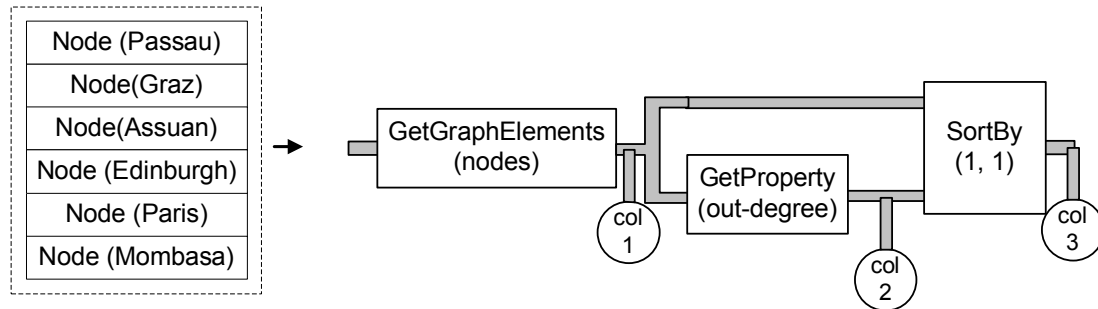 Node (Passau)
Node(Graz)
Node(Assuan)
Node (Edinburgh)
Node (Paris)
Node (Mombasa)
GetGraphElements
(nodes)
col
1
GetProperty
(out-degree)
col
2
SortBy
(1, 1)
col
3